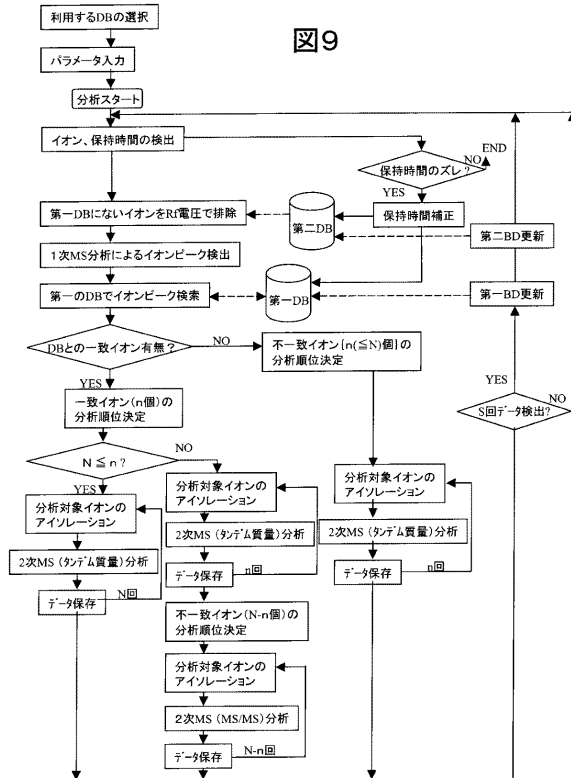 図9
利用するDBの選択
パラメータ入力
分析スタート
イオン、保持時間の検出
保持時間のズレ?
NO
END
YES
保持時間補正
第一DBにないイオンをRf電圧で排除
第二DB
第二BD更新
1次MS分析によるイオンピーク検出
第一のDBでイオンピーク検索
第一DB
第一BD更新
DBとの一致イオン有無?
NO
不一致イオン{n(≦N)個}の
分析順位決定
YES
一致イオン(n個)の
分析順位決定
YES
S回データ検出?
NO
N≦n?
NO
YES
分析対象イオンの
アイソレーション
2次MS(タンデム質量)分析
データ保存
N回
分析対象イオンの
アイソレーション
2次MS(タンデム質量)分析
データ保存
n回
不一致イオン(N-n個)の
分析順位決定
分析対象イオンの
アイソレーション
2次MS(MS/MS)分析
データ保存
N-n回
分析対象イオンの
アイソレーション
2次MS(タンデム質量)分析
データ保存
n回